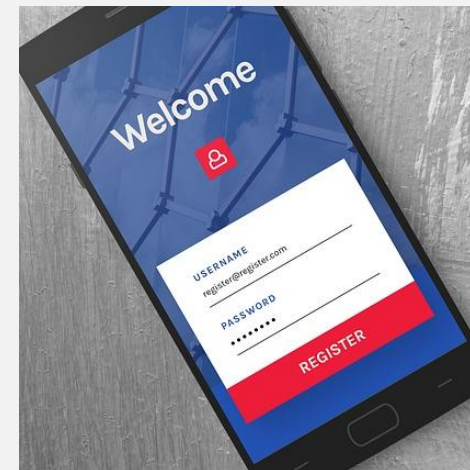 Welcome
USERNAME
register@register.com
PASSWORD
••••••••
REGISTER